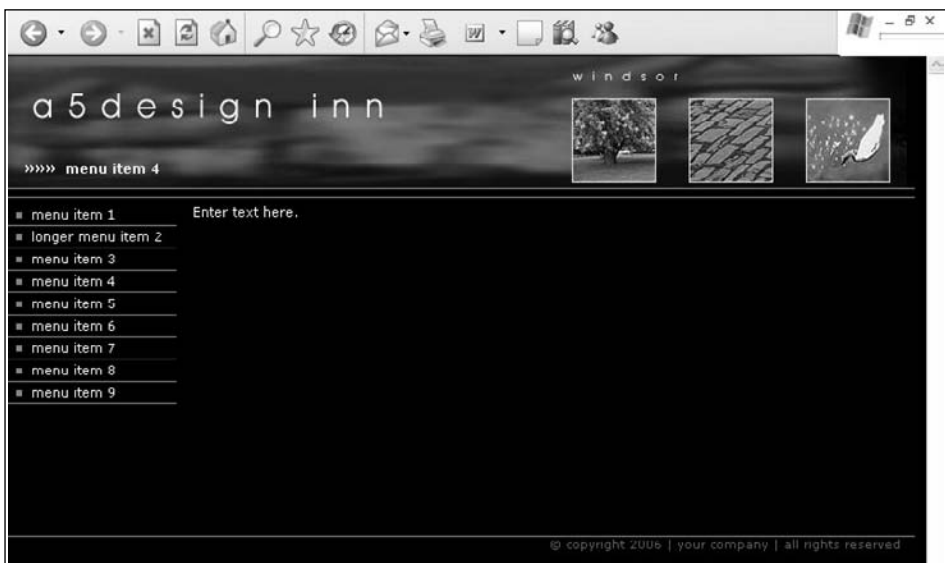 windsor
a5design inn
»»» menu item 4
menu item 1
Enter text here.
longer menu item 2
menu item 3
menu item 4
menu item 5
menu item 6
menu item 7
menu item 8
menu item 9
© copyright 2006 | your company | all rights reserved